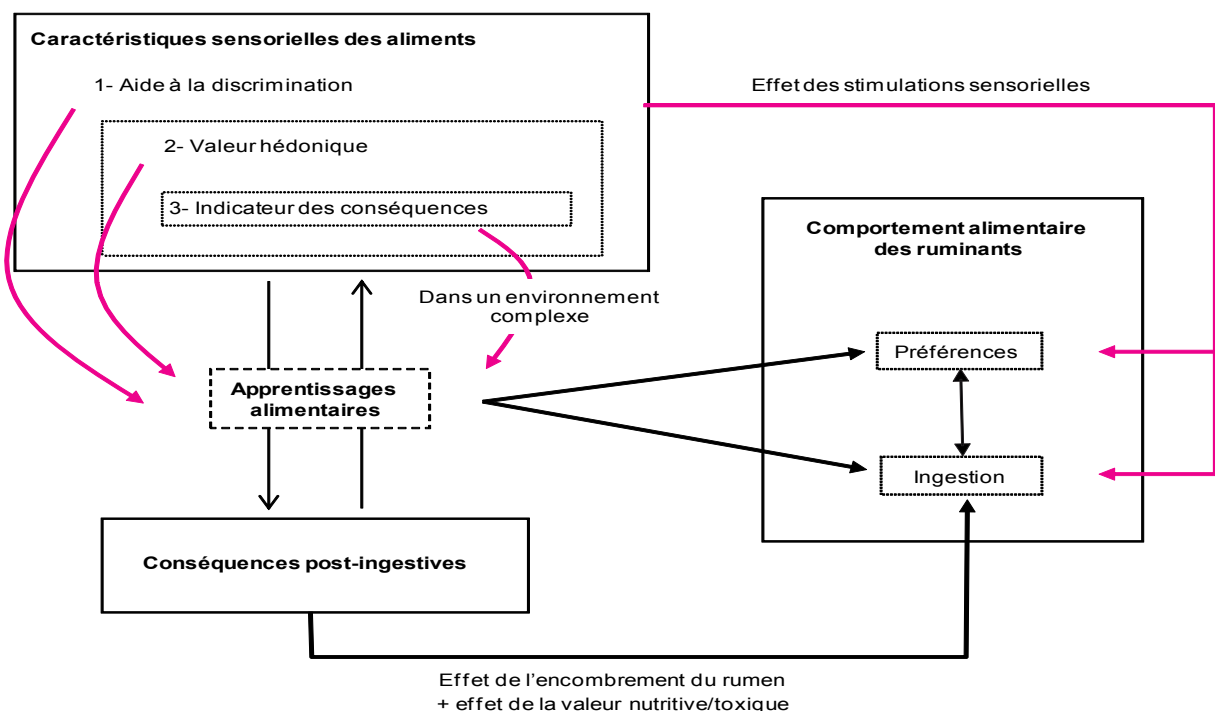 Caractéristiques sensorielles des aliments
1- Aide à la discrimination
Effet des stimulations sensorielles
2- Valeur hédonique
3- Indicateur des conséquences
Comportement alimentaire
des ruminants
Dans un environnement
complexe
Préférences
Apprentissages
alimentaires
Ingestion
Conséquences post-ingestives
Effet de l'encombrement du rumen
+ effet de la valeur nutritive/toxique